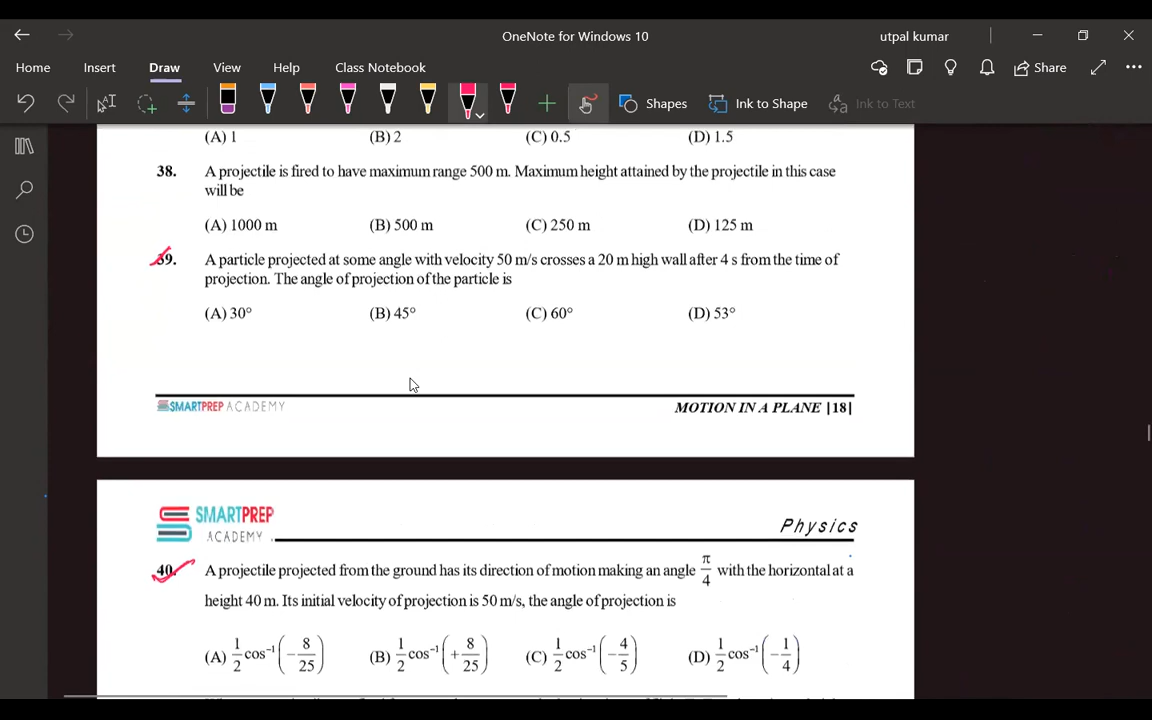 OneNote for Windows 10
utpal kumar
Home Insert Draw View Help Class Notebook Share
Shapes Ink to Shape Ink to Text
(A) 1 (B) 2 (C) 0.5 (D) 1.5
38. A projectile is fired to have maximum range 500 m. Maximum height attained by the projectile in this case
will be
(A) 1000 m (B) 500 m (C) 250 m (D) 125 m
39. A particle projected at some angle with velocity 50 m/s crosses a 20 m high wall after 4 s from the time of
projection. The angle of projection of the particle is
(A) 30° (B) 45° (C) 60° (D) 53°
SMARTPREP ACADEMY MOTION IN A PLANE |18|
SMARTPREP
ACADEMY
Physics
40. A projectile projected from the ground has its direction of motion making an angle π/4 with the horizontal at a
height 40 m. Its initial velocity of projection is 50 m/s, the angle of projection is
(A) 1/2 cos⁻¹(-8/25) (B) 1/2 cos⁻¹(+8/25) (C) 1/2 cos⁻¹(-4/5) (D) 1/2 cos⁻¹(-1/4)